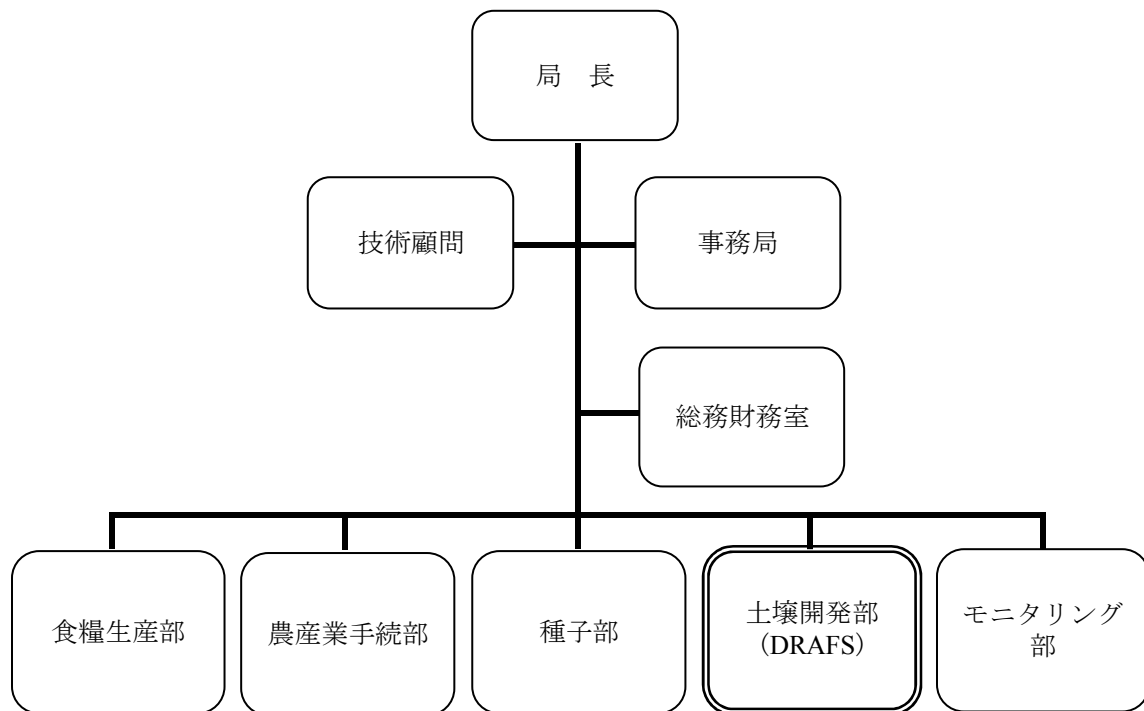 局　長
技術顧問
事務局
総務財務室
食糧生産部
農産業手続部
種子部
土壌開発部
（DRAFS）
モニタリング
部